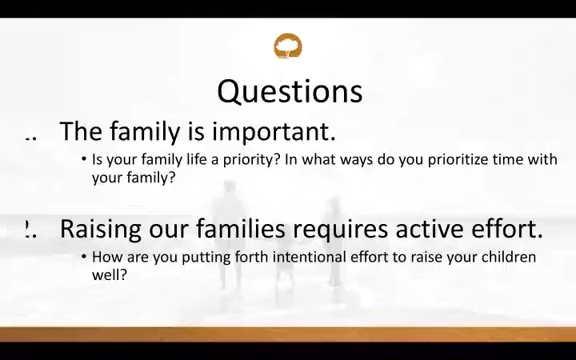 Questions
The family is important.
• Is your family life a priority? In what ways do you prioritize time with
your family?
2. Raising our families requires active effort.
• How are you putting forth intentional effort to raise your children
well?